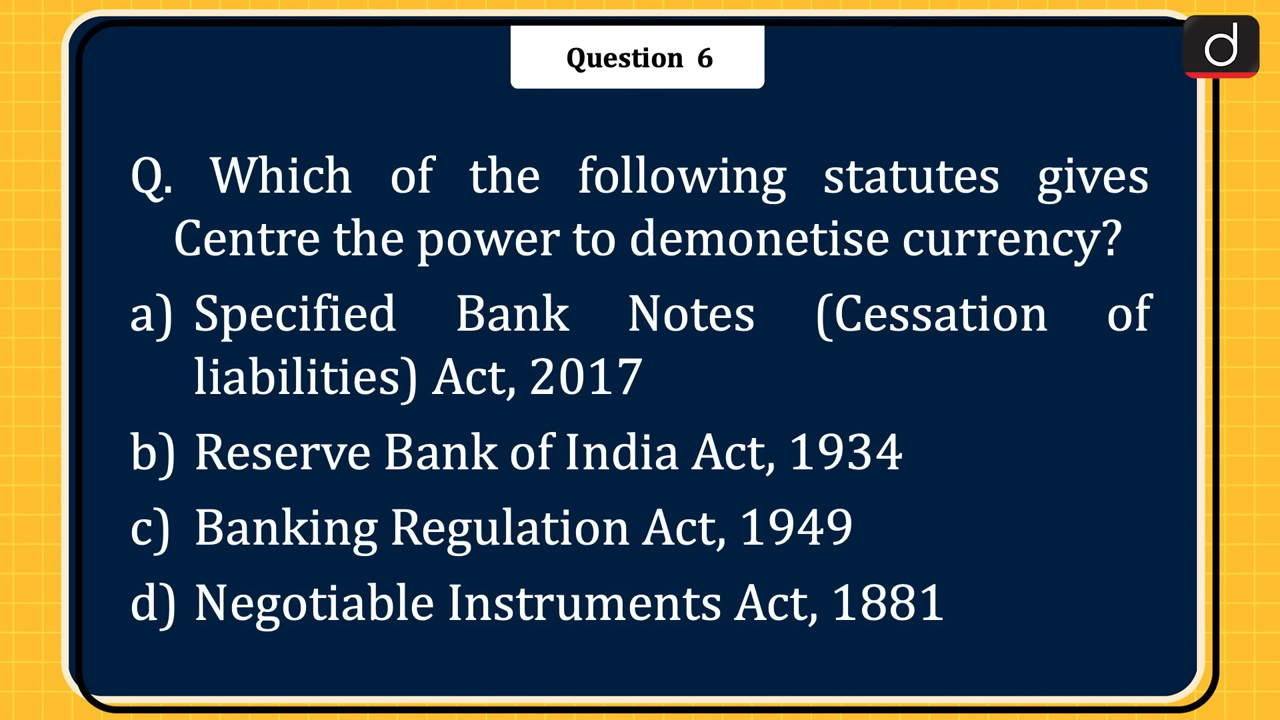 Question 6
d
Q. Which of the following statutes gives
Centre the power to demonetise currency?
a) Specified Bank Notes (Cessation of
liabilities) Act, 2017
b) Reserve Bank of India Act, 1934
c) Banking Regulation Act, 1949
d) Negotiable Instruments Act, 1881